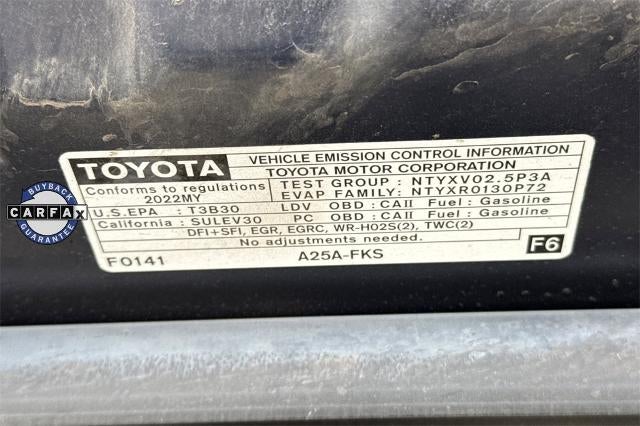 TOYOTA
VEHICLE EMISSION CONTROL INFORMATION
TOYOTA MOTOR CORPORATION
Conforms to regulations
2022MY
TEST GROUP : NTYXV02.5P3A
EVAP FAMILY: NTYXR0130P72
U.S.EPA : T3B30 LDV OBD : CAII Fuel : Gasoline
California : SULEV30 PC OBD : CAII Fuel : Gasoline
DFI+SFI, EGR, EGRC, WR-HO2S(2), TWC(2)
No adjustments needed.
F0141 A25A-FKS F6
BUYBACK
CARFAX
GUARANTEE